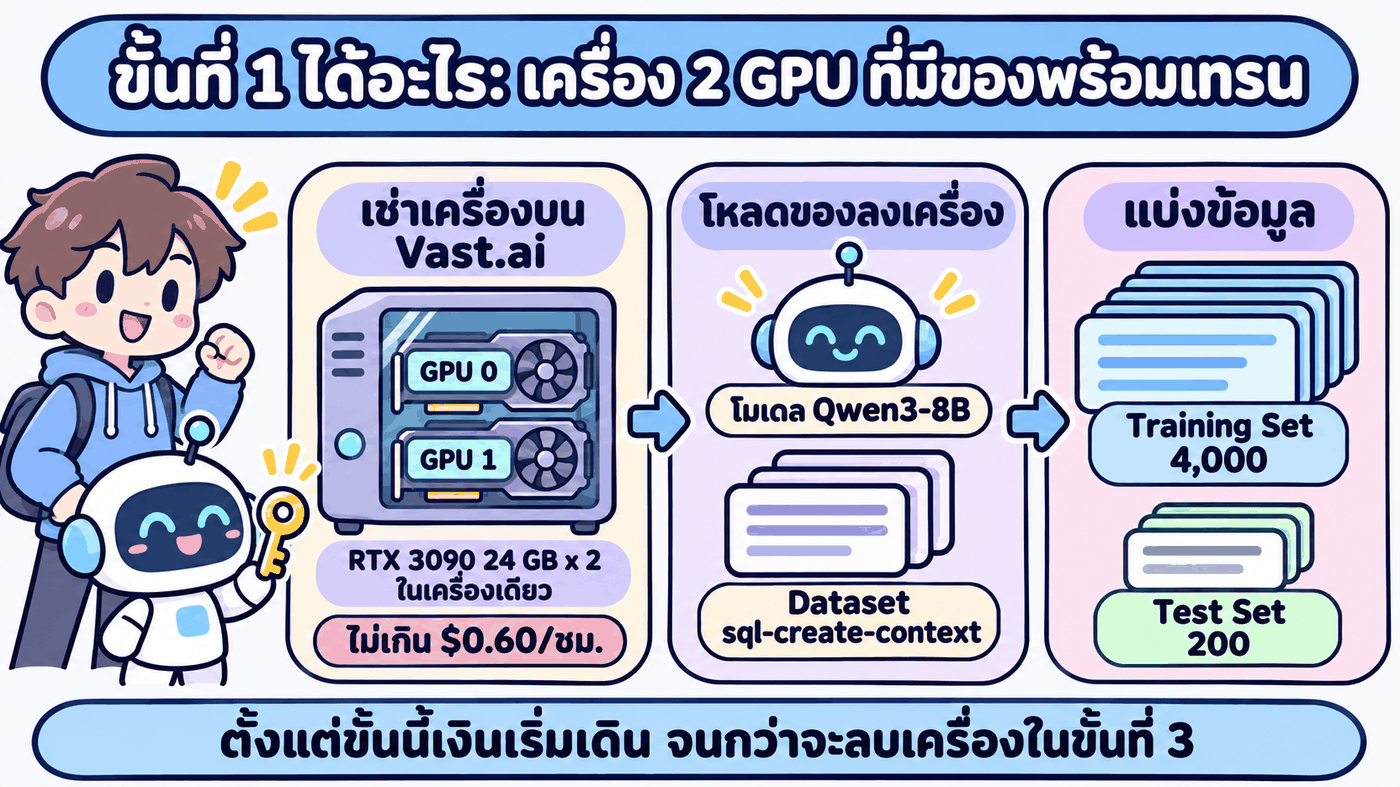 ขั้นที่ 1 ได้อะไร: เครื่อง 2 GPU ที่มีของพร้อมเทรน
เช่าเครื่องบน
Vast.ai
GPU 0
GPU 1
RTX 3090 24 GB x 2
ในเครื่องเดียว
ไม่เกิน $0.60/ชม.
โหลดของลงเครื่อง
โมเดล Qwen3-8B
Dataset
sql-create-context
แบ่งข้อมูล
Training Set
4,000
Test Set
200
ตั้งแต่ขั้นนี้เงินเริ่มเดิน จนกว่าจะลบเครื่องในขั้นที่ 3